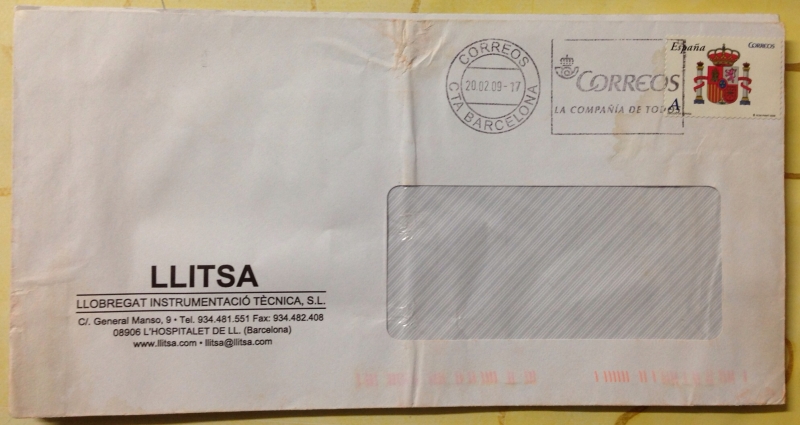 CORREOS
20.02.09-17
CTA BARCELONA
CORREOS
LA COMPAÑÍA DE TODOS
España
CORREOS
A
LLITSA
LLOBREGAT INSTRUMENTACIÓ TÈCNICA, S.L.
C/. General Manso, 9 • Tel. 934.481.551 Fax: 934.482.408
08906 L'HOSPITALET DE LL. (Barcelona)
www.llitsa.com • llitsa@llitsa.com